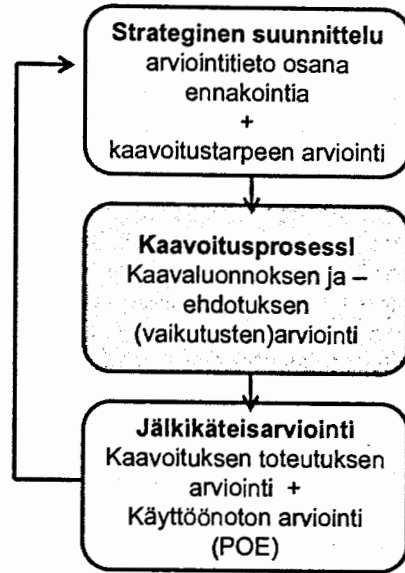 Strateginen suunnittelu
arviointitieto osana
ennakointia
+
kaavoitustarpeen arviointi
Kaavoitusprosessi
Kaavaluonnoksen ja –
ehdotuksen
(vaikutusten)arviointi
Jälkikäteisarviointi
Kaavoituksen toteutuksen
arviointi +
Käyttöönoton arviointi
(POE)